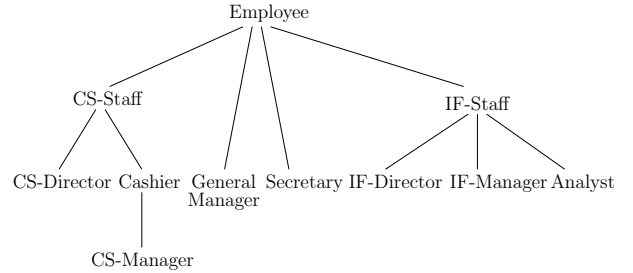 Employee
CS-Staff
IF-Staff
CS-Director Cashier General Manager Secretary IF-Director IF-Manager Analyst
CS-Manager